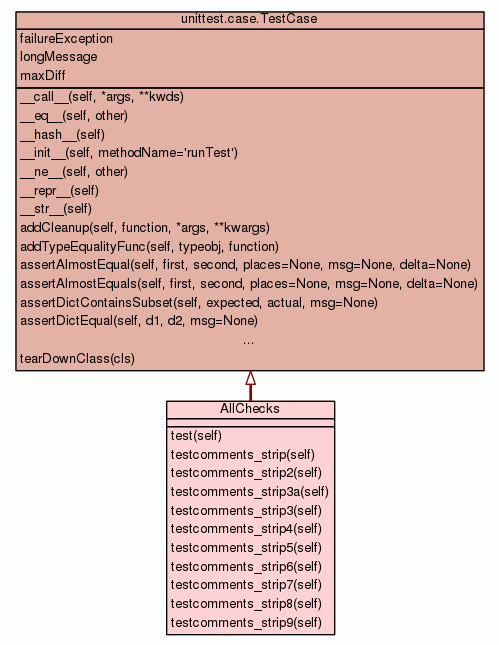 unittest.case.TestCase
failureException
longMessage
maxDiff
__call__(self, *args, **kwds)
__eq__(self, other)
__hash__(self)
__init__(self, methodName='runTest')
__ne__(self, other)
__repr__(self)
__str__(self)
addCleanup(self, function, *args, **kwargs)
addTypeEqualityFunc(self, typeobj, function)
assertAlmostEqual(self, first, second, places=None, msg=None, delta=None)
assertAlmostEquals(self, first, second, places=None, msg=None, delta=None)
assertDictContainsSubset(self, expected, actual, msg=None)
assertDictEqual(self, d1, d2, msg=None)
...
tearDownClass(cls)
AllChecks
test(self)
testcomments_strip(self)
testcomments_strip2(self)
testcomments_strip3a(self)
testcomments_strip3(self)
testcomments_strip4(self)
testcomments_strip5(self)
testcomments_strip6(self)
testcomments_strip7(self)
testcomments_strip8(self)
testcomments_strip9(self)